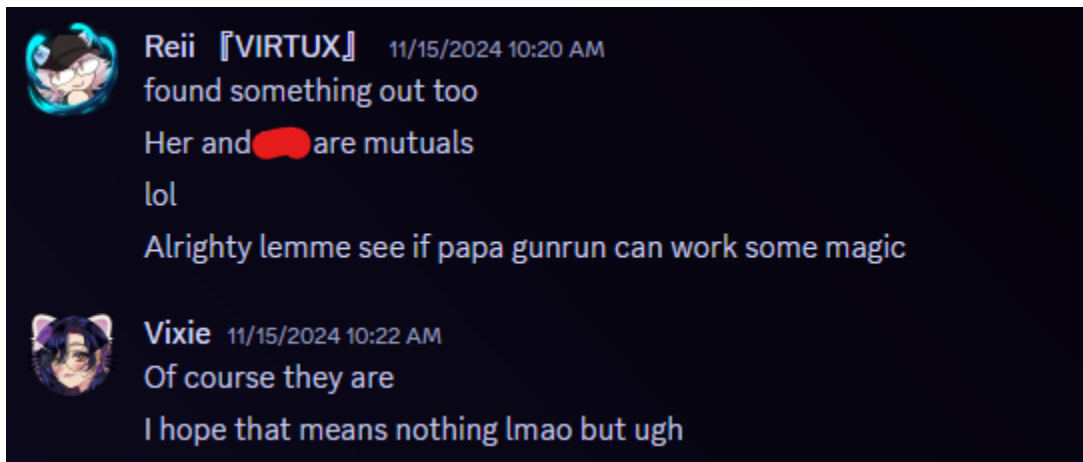 Reii 『VIRTUX』 11/15/2024 10:20 AM
found something out too
Her and are mutuals
lol
Alrighty lemme see if papa gunrun can work some magic
Vixie 11/15/2024 10:22 AM
Of course they are
I hope that means nothing lmao but ugh